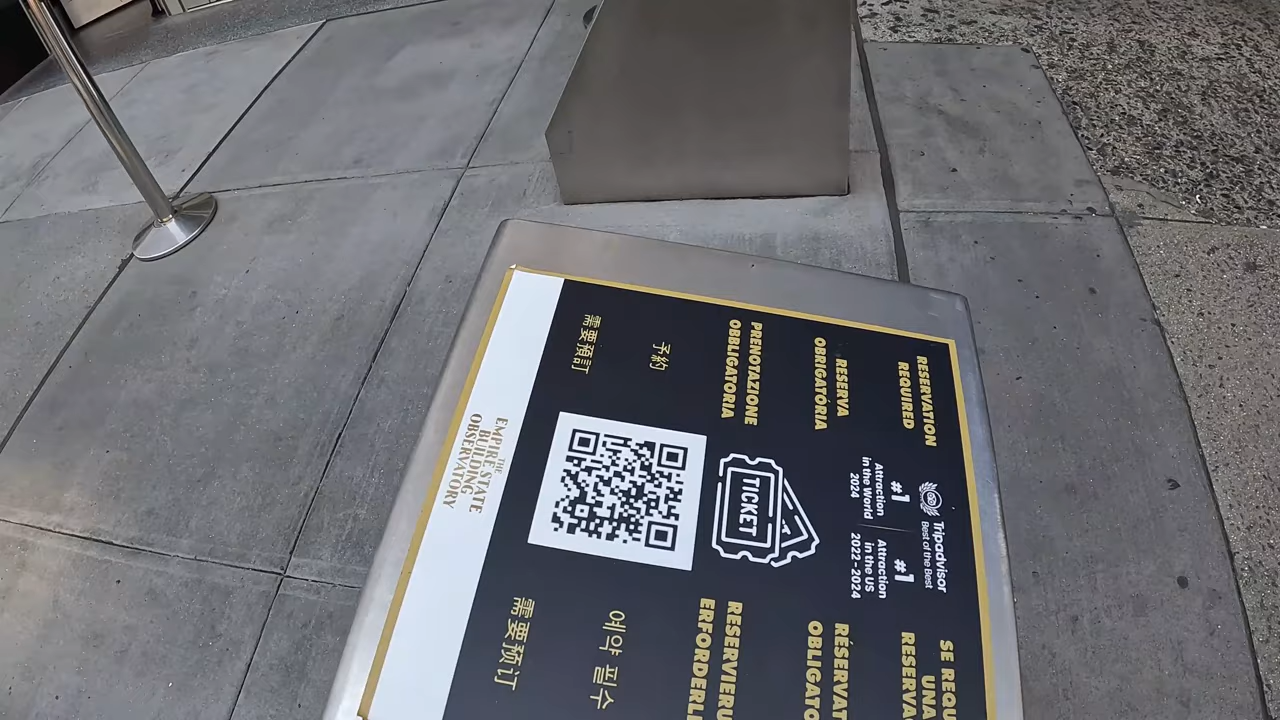 RESERVATION
REQUIRED
Tripadvisor
Best of the Best
#1
Attraction
in the World
2024
#1
Attraction
in the US
2022-2024
SE REQU
UNA
RESERVA
RESERVA
OBRIGATÓRIA
RÉSERVAT
OBLIGATO
PRENOTAZIONE
OBBLIGATORIA
TICKET
RESERVIERU
ERFORDERLI
予約
예약 필수
需要預訂
需要预订
THE
EMPIRE STATE
BUILDING
OBSERVATORY